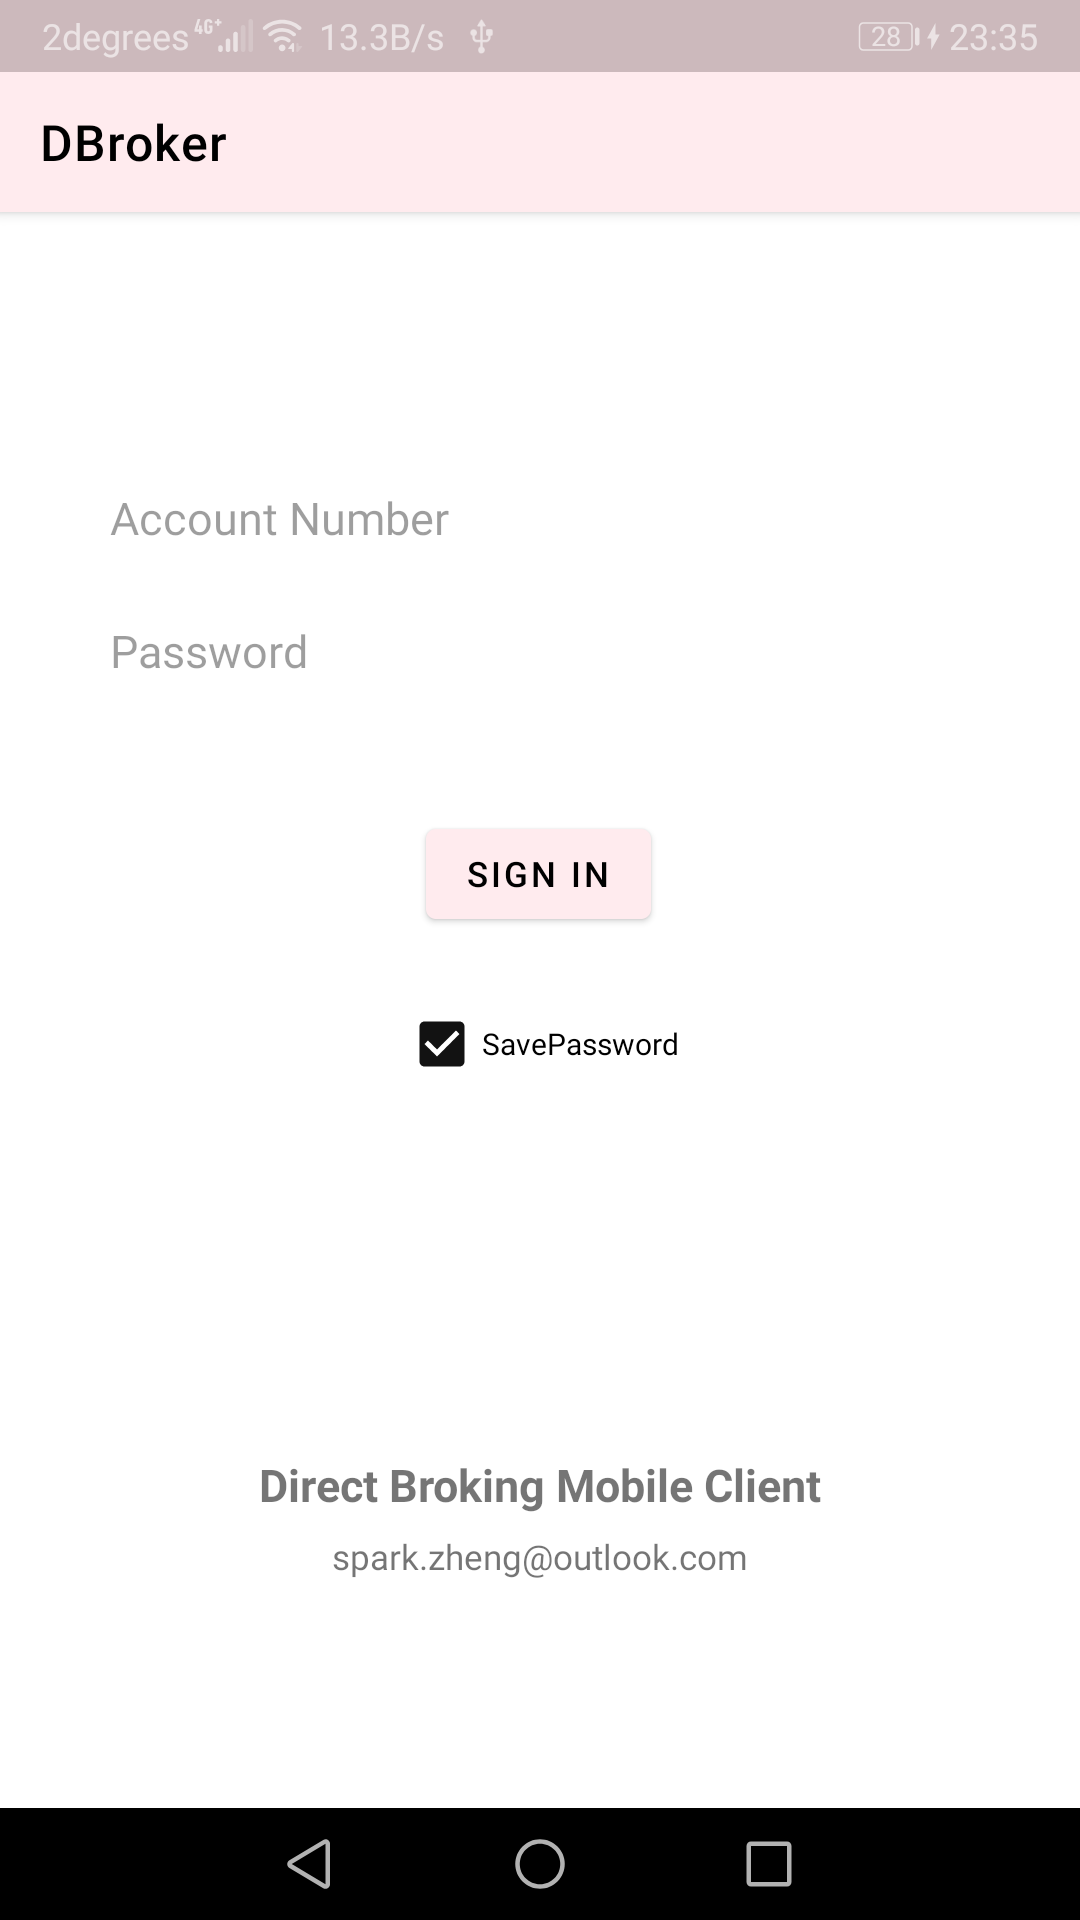 2degrees 4G+ 13.3B/s 28 23:35
DBroker
Account Number
Password
SIGN IN
SavePassword
Direct Broking Mobile Client
spark.zheng@outlook.com